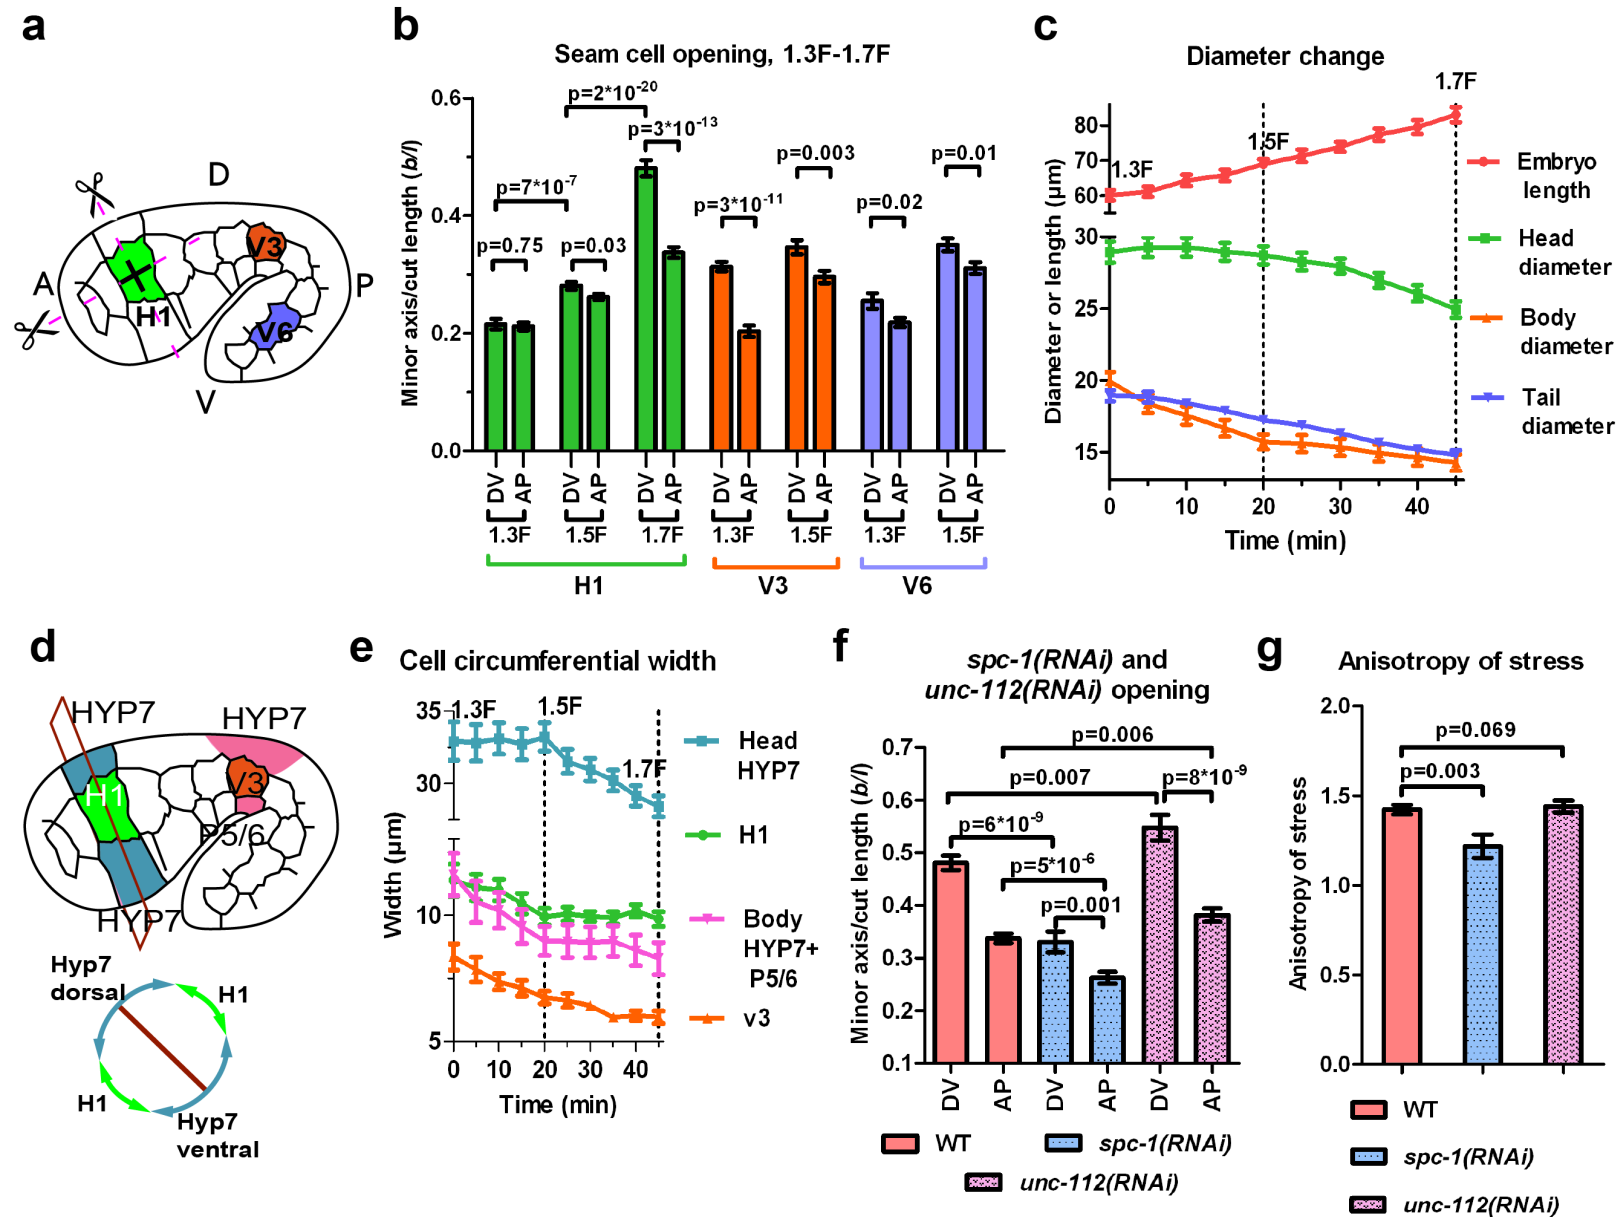 a
D
A
P
V
H1
V3
V6
b
Seam cell opening, 1.3F-1.7F
Minor axis/cut length (b/l)
0.6
0.4
0.2
0.0
p=0.75
p=7*10-7
p=0.03
p=2*10-20
p=3*10-13
p=3*10-11
p=0.003
p=0.02
p=0.01
DV AP DV AP DV AP DV AP DV AP DV AP DV AP
1.3F 1.5F 1.7F 1.3F 1.5F 1.3F 1.5F
H1 V3 V6
c
Diameter change
1.3F
1.5F
1.7F
Diameter or length (μm)
80
70
60
30
25
20
15
0 10 20 30 40
Time (min)
Embryo
length
Head
diameter
Body
diameter
Tail
diameter
d
HYP7
HYP7
H1
V3
P5/6
HYP7
Hyp7
dorsal
H1
H1
Hyp7
ventral
e
Cell circumferential width
1.3F
1.5F
1.7F
Width (μm)
35
30
10
5
0 10 20 30 40
Time (min)
Head
HYP7
H1
Body
HYP7+
P5/6
v3
f
spc-1(RNAi) and
unc-112(RNAi) opening
Minor axis/cut length (b/l)
0.7
0.6
0.5
0.4
0.3
0.2
0.1
p=0.006
p=0.007
p=8*10-9
p=6*10-9
p=5*10-6
p=0.001
DV AP DV AP DV AP
WT
spc-1(RNAi)
unc-112(RNAi)
g
Anisotropy of stress
Anisotropy of stress
2.0
1.5
1.0
0.5
0.0
p=0.069
p=0.003
WT
spc-1(RNAi)
unc-112(RNAi)